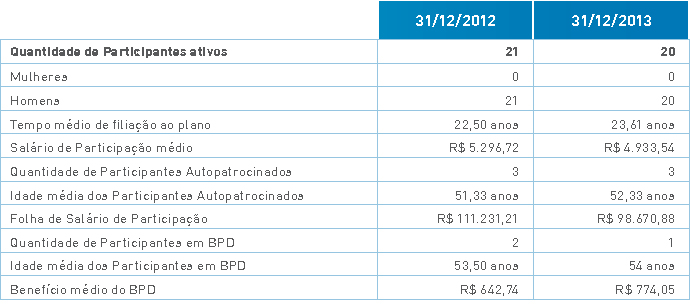 31/12/2012 31/12/2013
Quantidade de Participantes ativos 21 20
Mulheres 0 0
Homens 21 20
Tempo médio de filiação ao plano 22,50 anos 23,61 anos
Salário de Participação médio R$ 5.296,72 R$ 4.933,54
Quantidade de Participantes Autopatrocinados 3 3
Idade média dos Participantes Autopatrocinados 51,33 anos 52,33 anos
Folha de Salário de Participação R$ 111.231,21 R$ 98.670,88
Quantidade de Participantes em BPD 2 1
Idade média dos Participantes em BPD 53,50 anos 54 anos
Benefício médio do BPD R$ 642,74 R$ 774,05